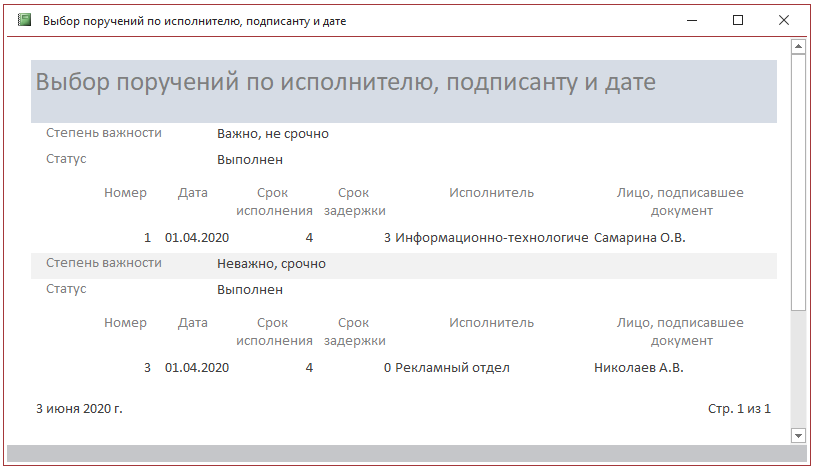 Выбор поручений по исполнителю, подписанту и дате
Выбор поручений по исполнителю, подписанту и дате
Степень важности Важно, не срочно
Статус Выполнен
Номер Дата Срок Срок Исполнитель Лицо, подписавшее
исполнения задержки документ
1 01.04.2020 4 3 Информационно-технологиче Самарина О.В.
Степень важности Неважно, срочно
Статус Выполнен
Номер Дата Срок Срок Исполнитель Лицо, подписавшее
исполнения задержки документ
3 01.04.2020 4 0 Рекламный отдел Николаев А.В.
3 июня 2020 г. Стр. 1 из 1